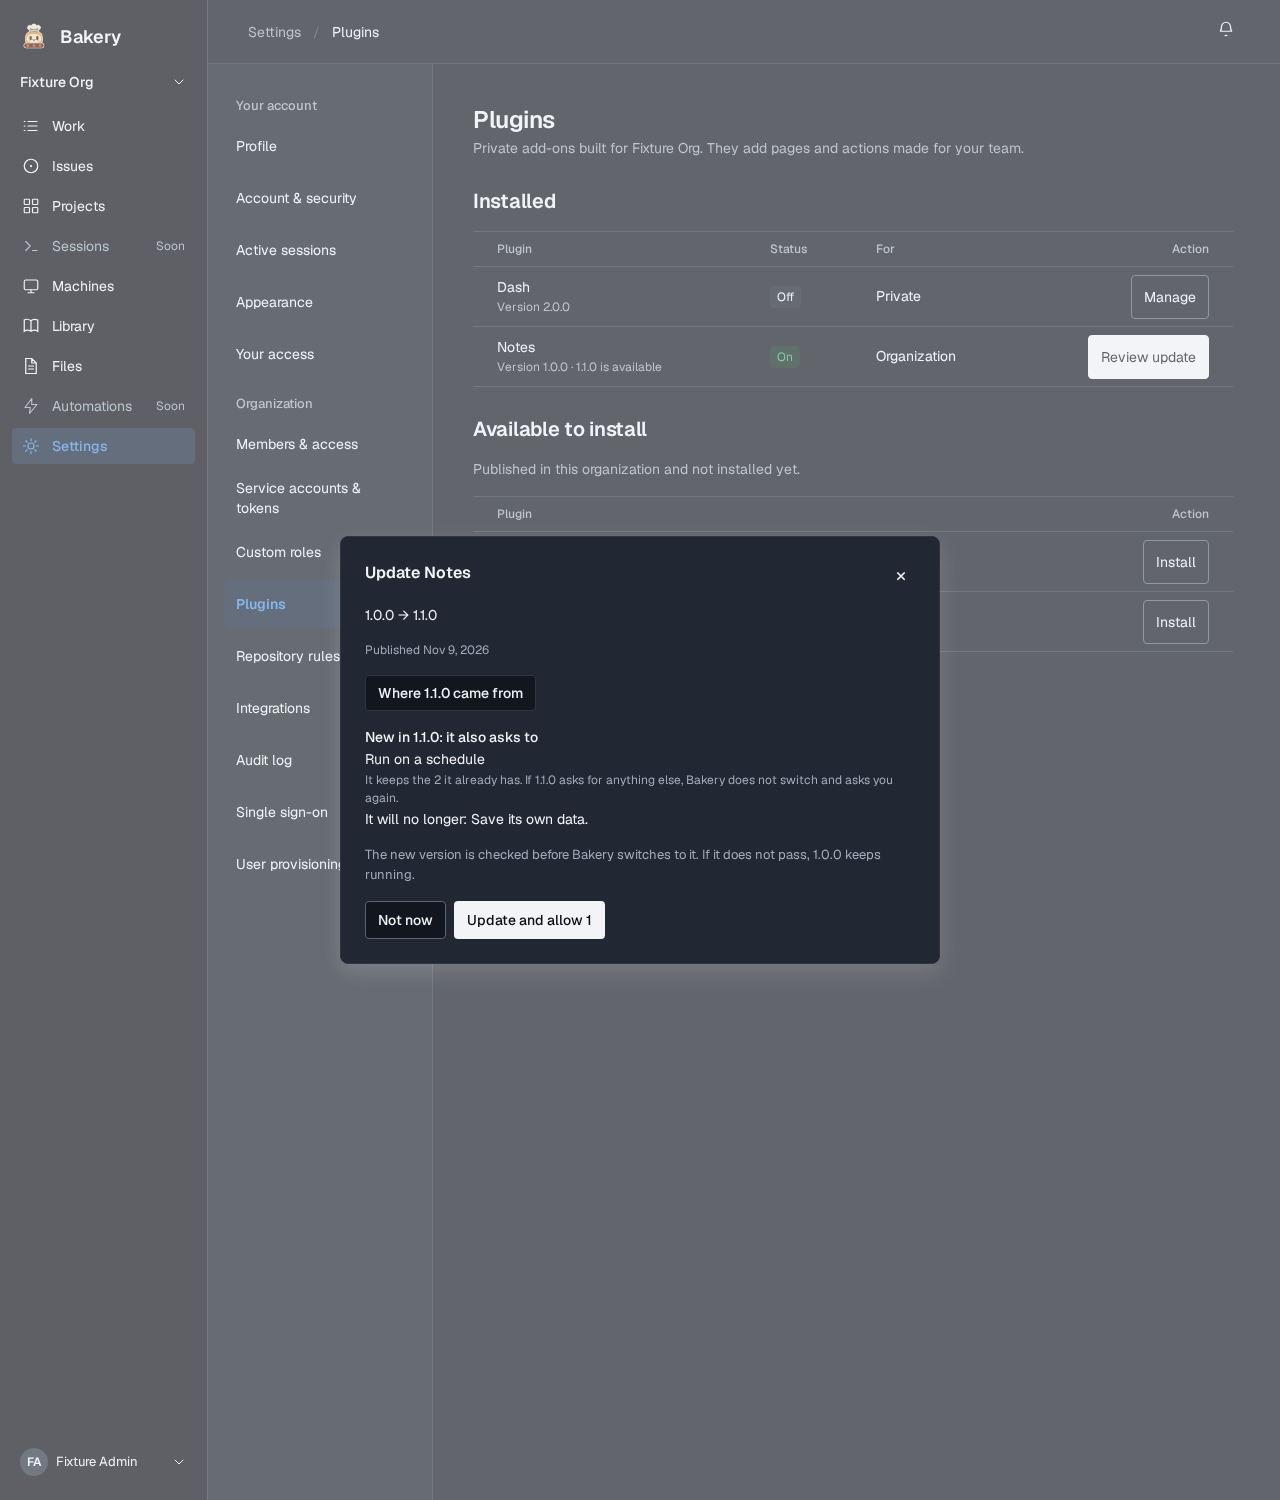 Bakery
Fixture Org
Work
Issues
Projects
Sessions Soon
Machines
Library
Files
Automations Soon
Settings
FA Fixture Admin
Settings / Plugins
Your account
Profile
Account & security
Active sessions
Appearance
Your access
Organization
Members & access
Service accounts &
tokens
Custom roles
Plugins
Repository rules
Integrations
Audit log
Single sign-on
User provisioning
Plugins
Private add-ons built for Fixture Org. They add pages and actions made for your team.
Installed
Plugin Status For Action
Dash
Version 2.0.0
Off Private Manage
Notes
Version 1.0.0 · 1.1.0 is available
On Organization Review update
Available to install
Published in this organization and not installed yet.
Plugin Action
Install
Install
Update Notes
1.0.0 → 1.1.0
Published Nov 9, 2026
Where 1.1.0 came from
New in 1.1.0: it also asks to
Run on a schedule
It keeps the 2 it already has. If 1.1.0 asks for anything else, Bakery does not switch and asks you
again.
It will no longer: Save its own data.
The new version is checked before Bakery switches to it. If it does not pass, 1.0.0 keeps
running.
Not now Update and allow 1